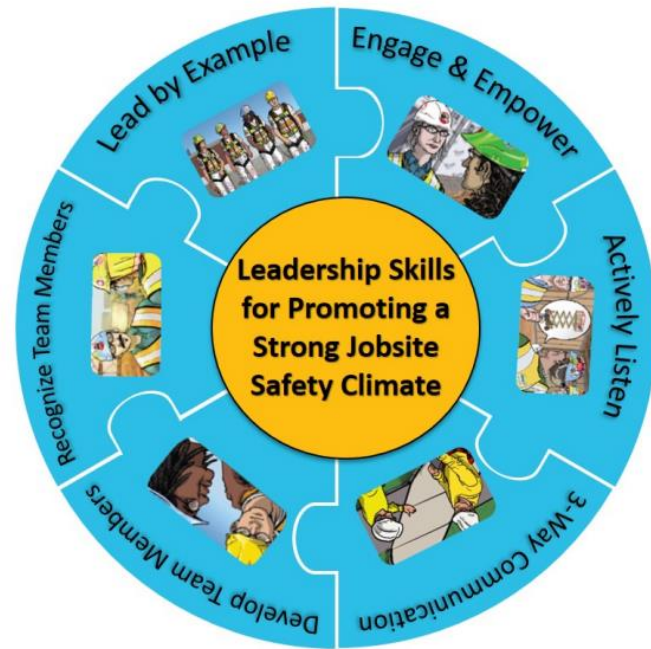 Leadership Skills
for Promoting a
Strong Jobsite
Safety Climate
Lead by Example
Engage & Empower
Actively Listen
3-Way Communication
Develop Team Members
Recognize Team Members